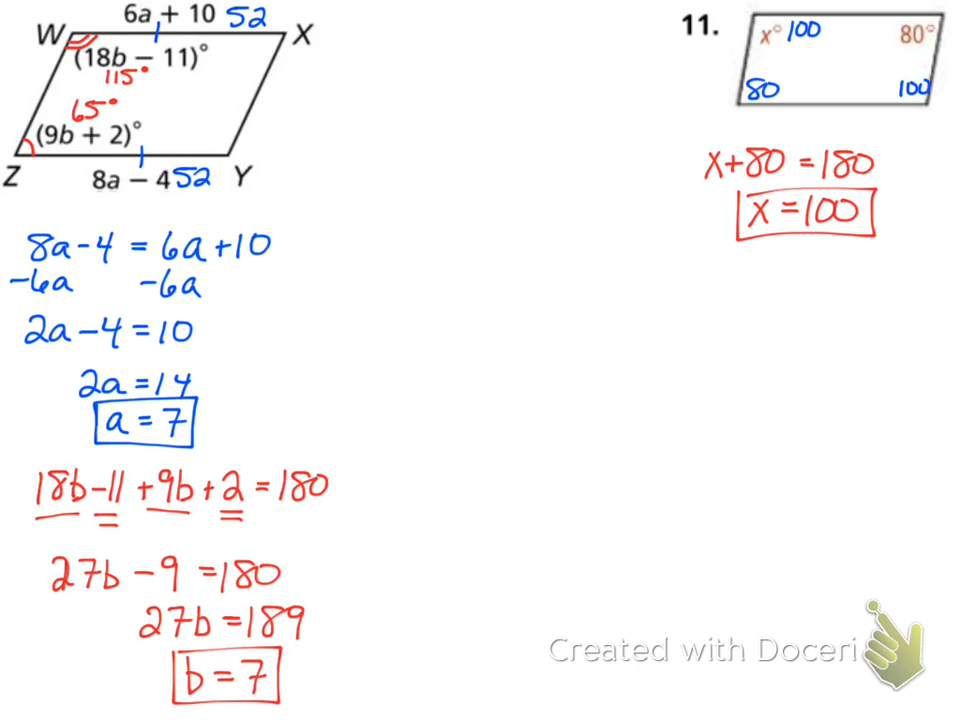 6a + 10 52
W X
(18b − 11)°
115°
65°
(9b + 2)°
Z 8a − 4 52 Y
8a - 4 = 6a + 10
-6a -6a
2a - 4 = 10
2a = 14
a = 7
18b - 11 + 9b + 2 = 180
27b - 9 = 180
27b = 189
b = 7
11.
x° 100 80°
80 100
x + 80 = 180
x = 100
Created with Doceri